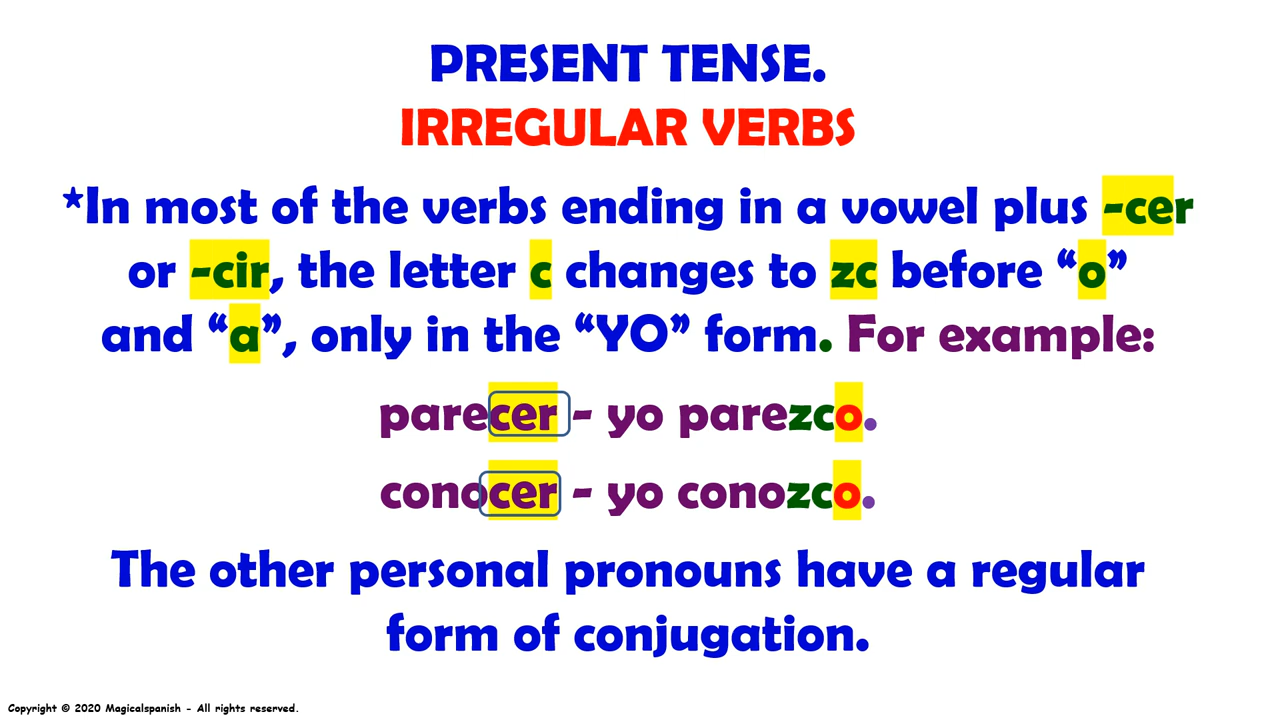 PRESENT TENSE.
IRREGULAR VERBS
*In most of the verbs ending in a vowel plus -cer
or -cir, the letter c changes to zc before “o”
and “a”, only in the “YO” form. For example:
parecer - yo parezco.
conocer - yo conozco.
The other personal pronouns have a regular
form of conjugation.
Copyright © 2020 Magicalspanish - All rights reserved.